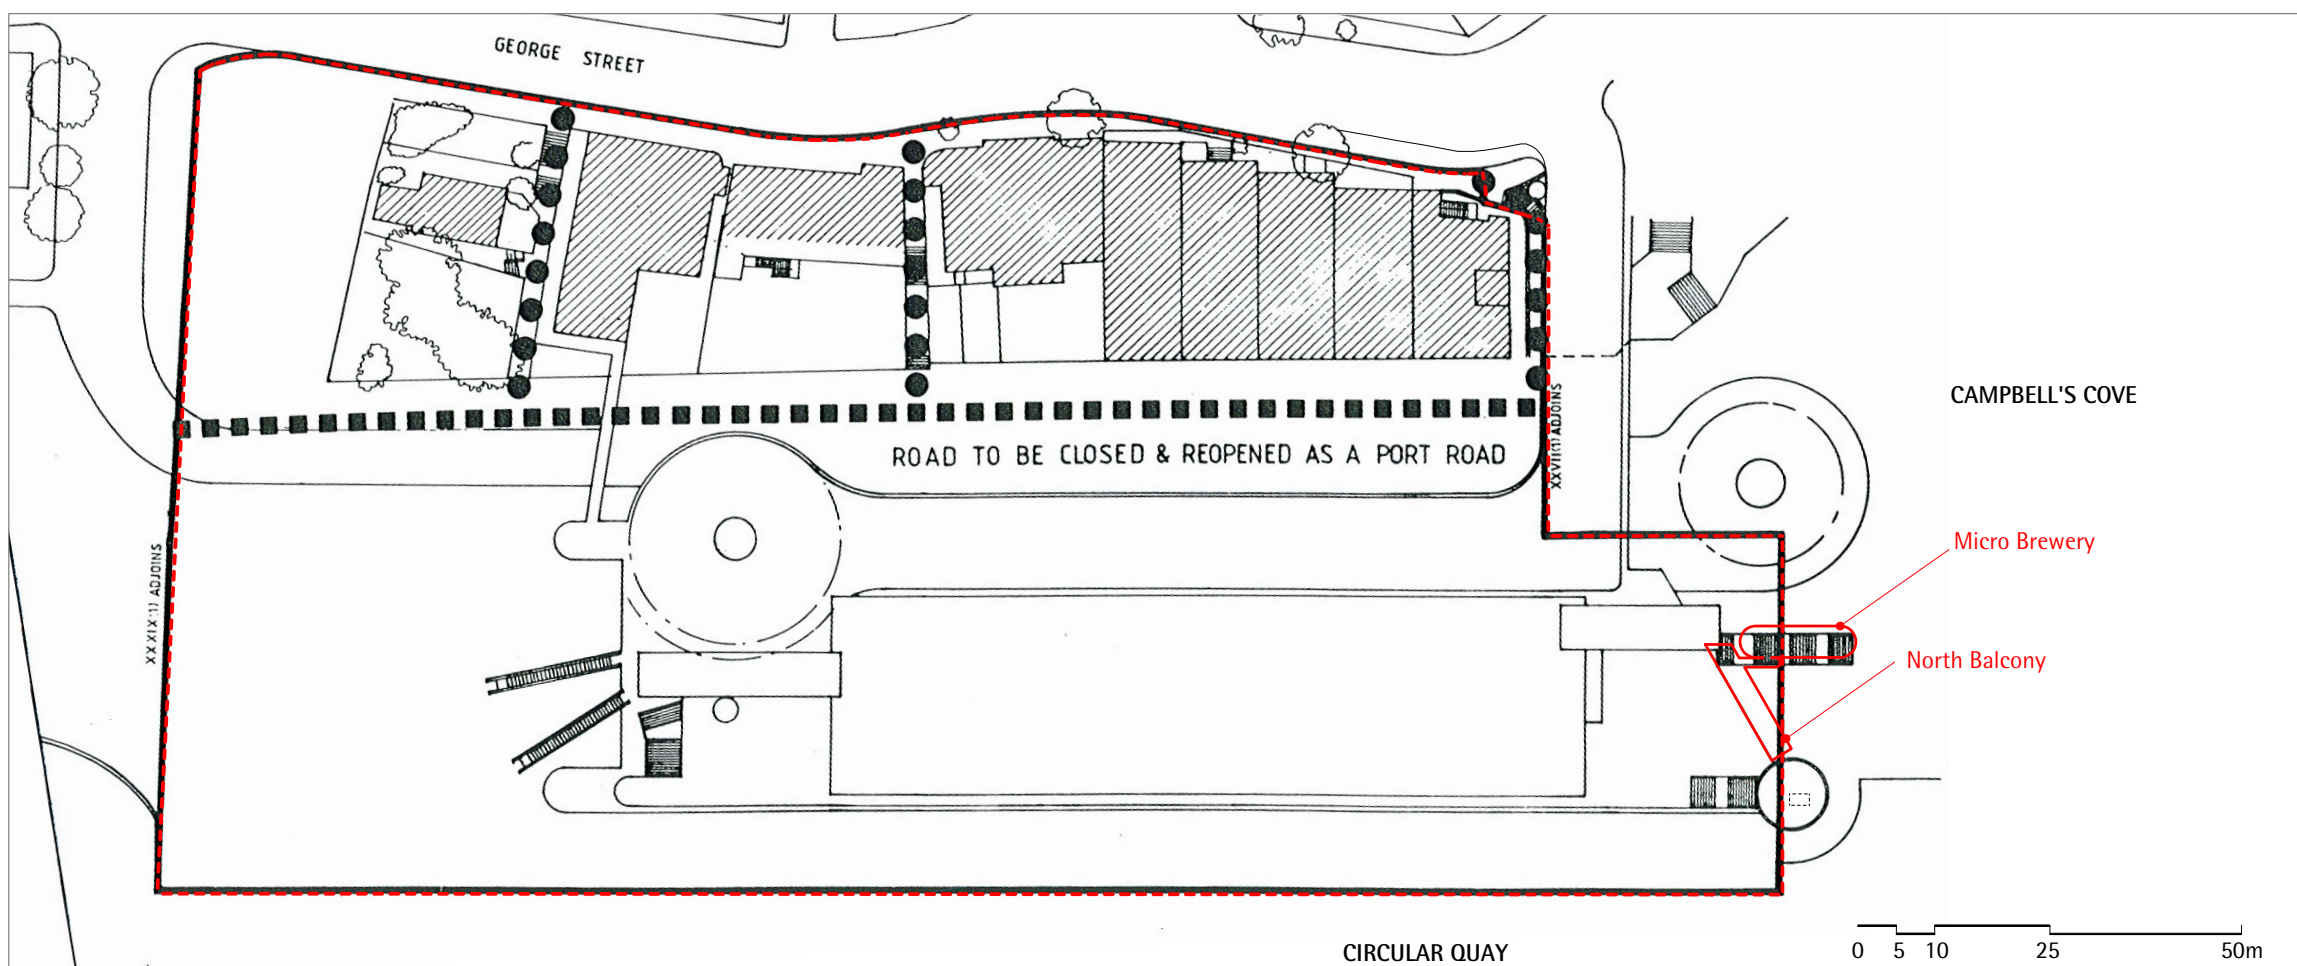 GEORGE STREET
CAMPBELL'S COVE
XXVII(1) ADJOINS
ROAD TO BE CLOSED & REOPENED AS A PORT ROAD
Micro Brewery
XXXIX(1) ADJOINS
North Balcony
CIRCULAR QUAY
0 5 10 25 50m